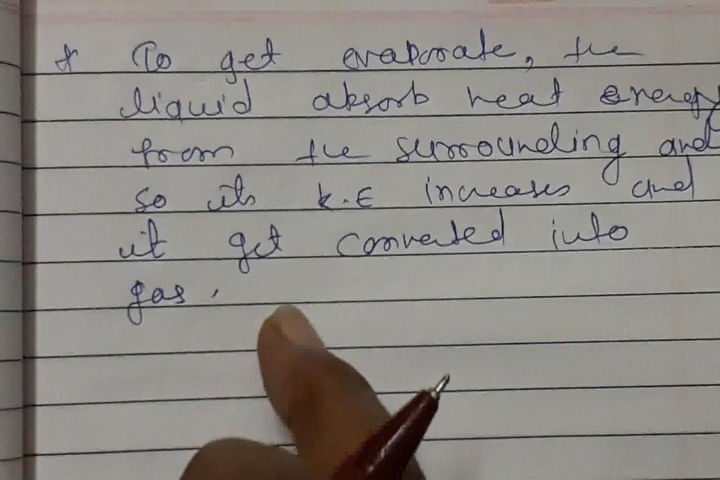 * To get evaporate, the
liquid absorb heat energy
from the surrounding and
so its k.E increases and
it get converted into
gas.